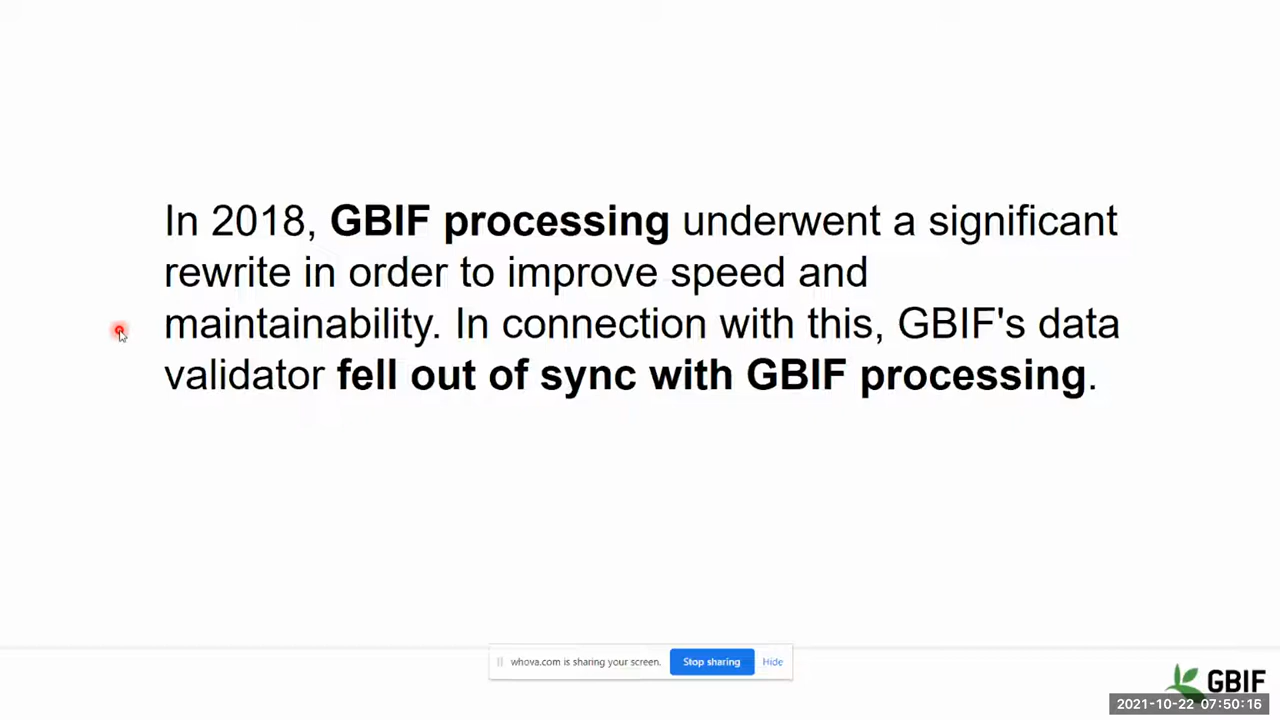 In 2018, GBIF processing underwent a significant
rewrite in order to improve speed and
maintainability. In connection with this, GBIF's data
validator fell out of sync with GBIF processing.
whova.com is sharing your screen. Stop sharing Hide
GBIF
2021-10-22 07:50:16